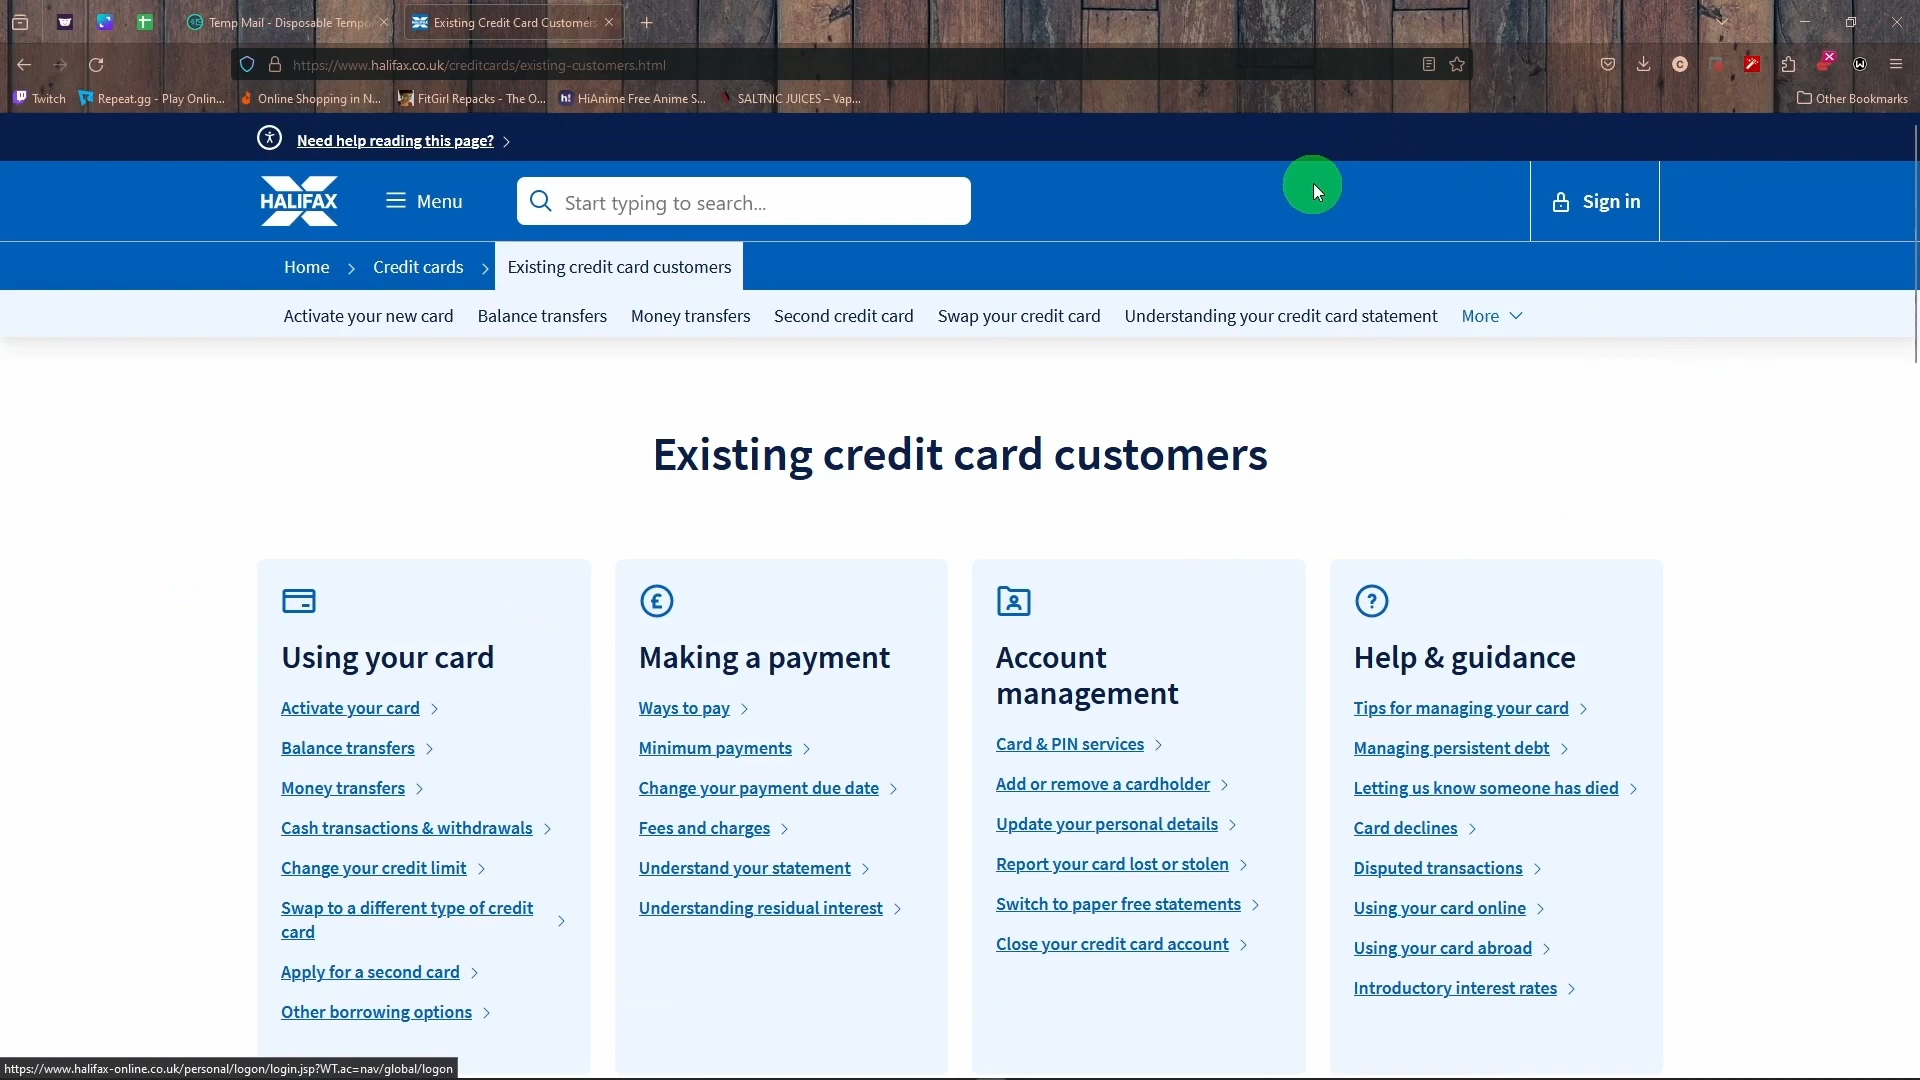 Temp Mail - Disposable Tempo
Existing Credit Card Customers
https://www.halifax.co.uk/creditcards/existing-customers.html
Twitch
Repeat.gg - Play Onlin...
Online Shopping in N...
FitGirl Repacks - The O...
HiAnime Free Anime S...
SALTNIC JUICES – Vap...
Other Bookmarks
Need help reading this page?
HALIFAX
Menu
Start typing to search...
Sign in
Home
Credit cards
Existing credit card customers
Activate your new card
Balance transfers
Money transfers
Second credit card
Swap your credit card
Understanding your credit card statement
More
Existing credit card customers
Using your card
Activate your card
Balance transfers
Money transfers
Cash transactions & withdrawals
Change your credit limit
Swap to a different type of credit
card
Apply for a second card
Other borrowing options
£
Making a payment
Ways to pay
Minimum payments
Change your payment due date
Fees and charges
Understand your statement
Understanding residual interest
Account
management
Card & PIN services
Add or remove a cardholder
Update your personal details
Report your card lost or stolen
Switch to paper free statements
Close your credit card account
?
Help & guidance
Tips for managing your card
Managing persistent debt
Letting us know someone has died
Card declines
Disputed transactions
Using your card online
Using your card abroad
Introductory interest rates
https://www.halifax-online.co.uk/personal/logon/login.jsp?WT.ac=nav/global/logon